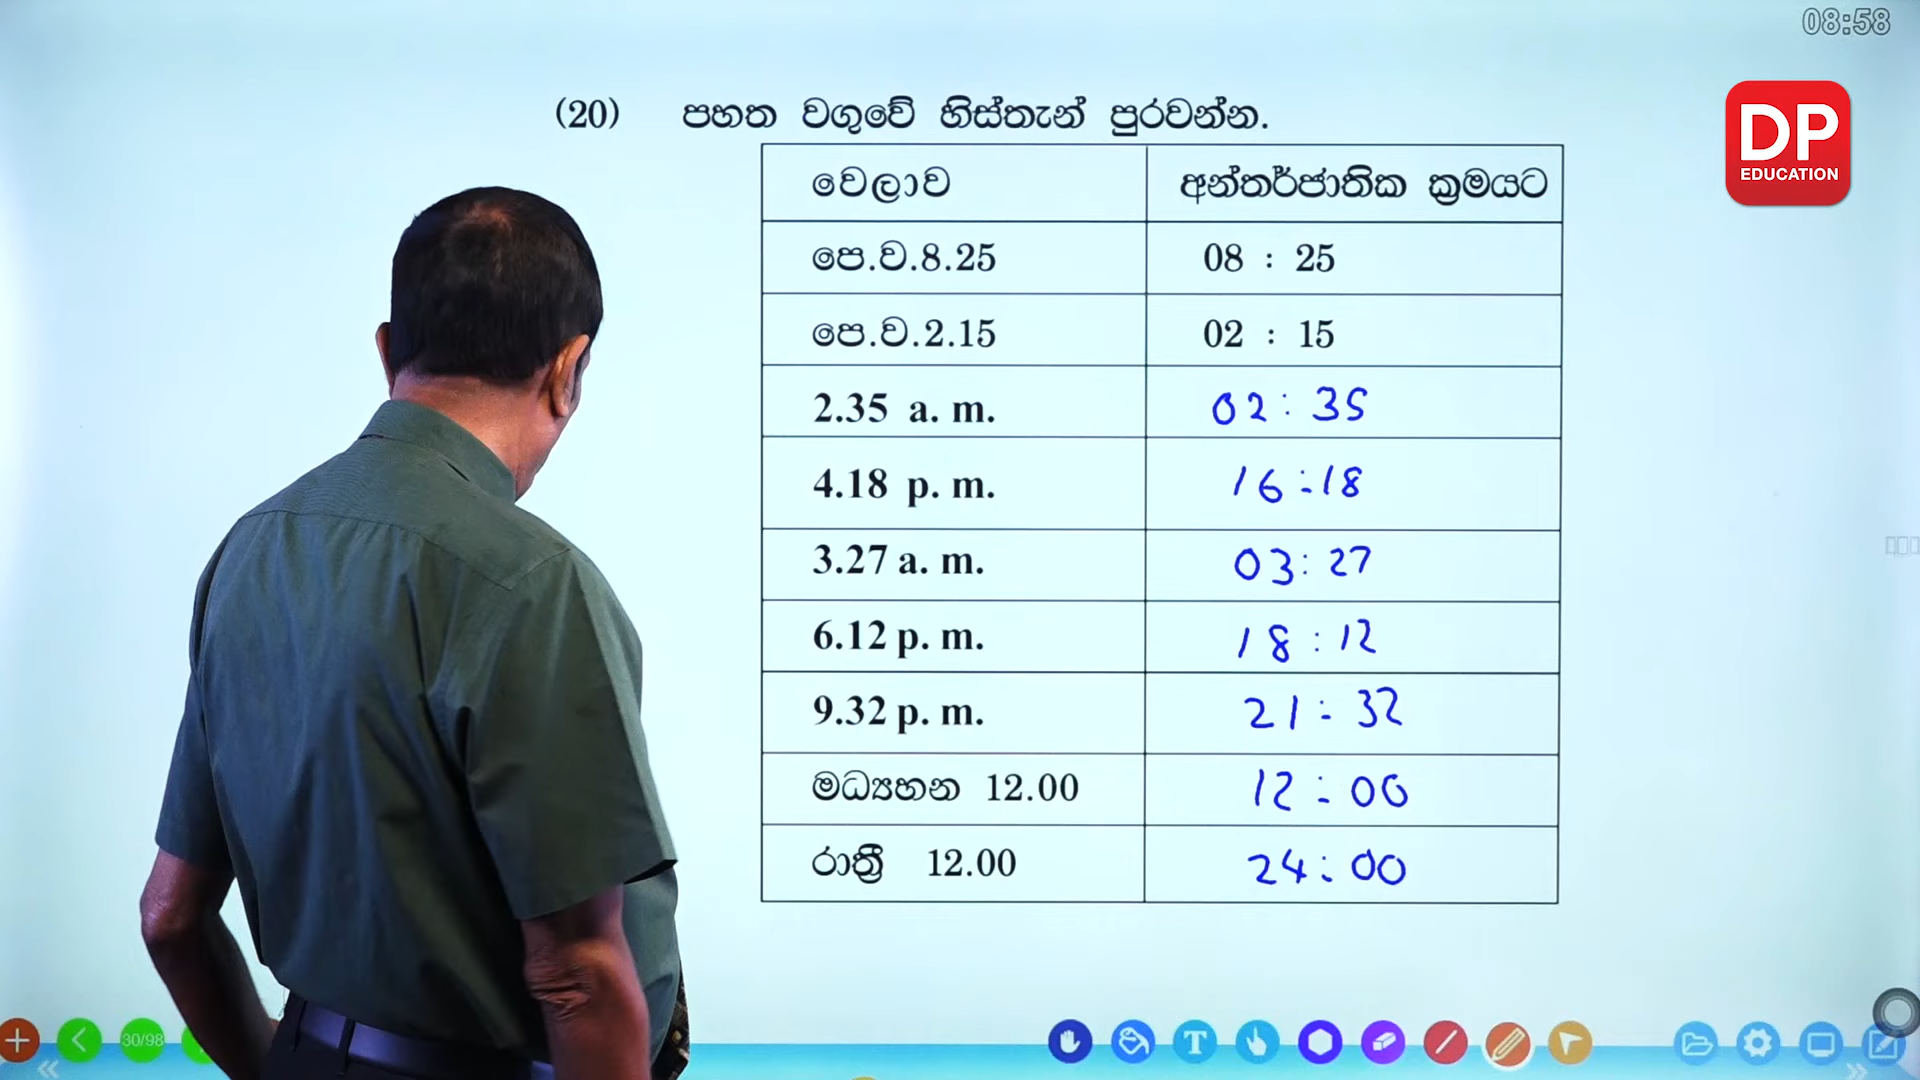 08:58
DP
EDUCATION
(20) පහත වගුවේ හිස්තැන් පුරවන්න.
වේලාව අන්තර්ජාතික ක්‍රමයට
පෙ.ව.8.25 08 : 25
පෙ.ව.2.15 02 : 15
2.35 a. m. 02 : 35
4.18 p. m. 16 : 18
3.27 a. m. 03 : 27
6.12 p. m. 18 : 12
9.32 p. m. 21 : 32
මධ්‍යහන 12.00 12 : 00
රාත්‍රී 12.00 24 : 00
30/98
T